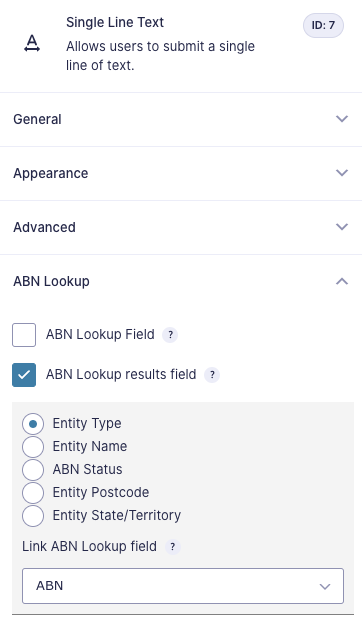 Single Line Text
ID: 7
Allows users to submit a single
line of text.
General
Appearance
Advanced
ABN Lookup
ABN Lookup Field ?
ABN Lookup results field ?
Entity Type
Entity Name
ABN Status
Entity Postcode
Entity State/Territory
Link ABN Lookup field ?
ABN